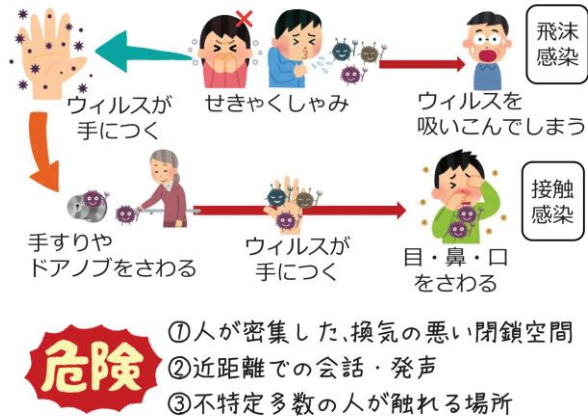 飛沫
感染
ウィルスが
手につく
せきゃくしゃみ
ウィルスを
吸いこんでしまう
接触
感染
手すりや
ドアノブをさわる
ウィルスが
手につく
目・鼻・口
をさわる
危険
①人が密集した、換気の悪い閉鎖空間
②近距離での会話・発声
③不特定多数の人が触れる場所